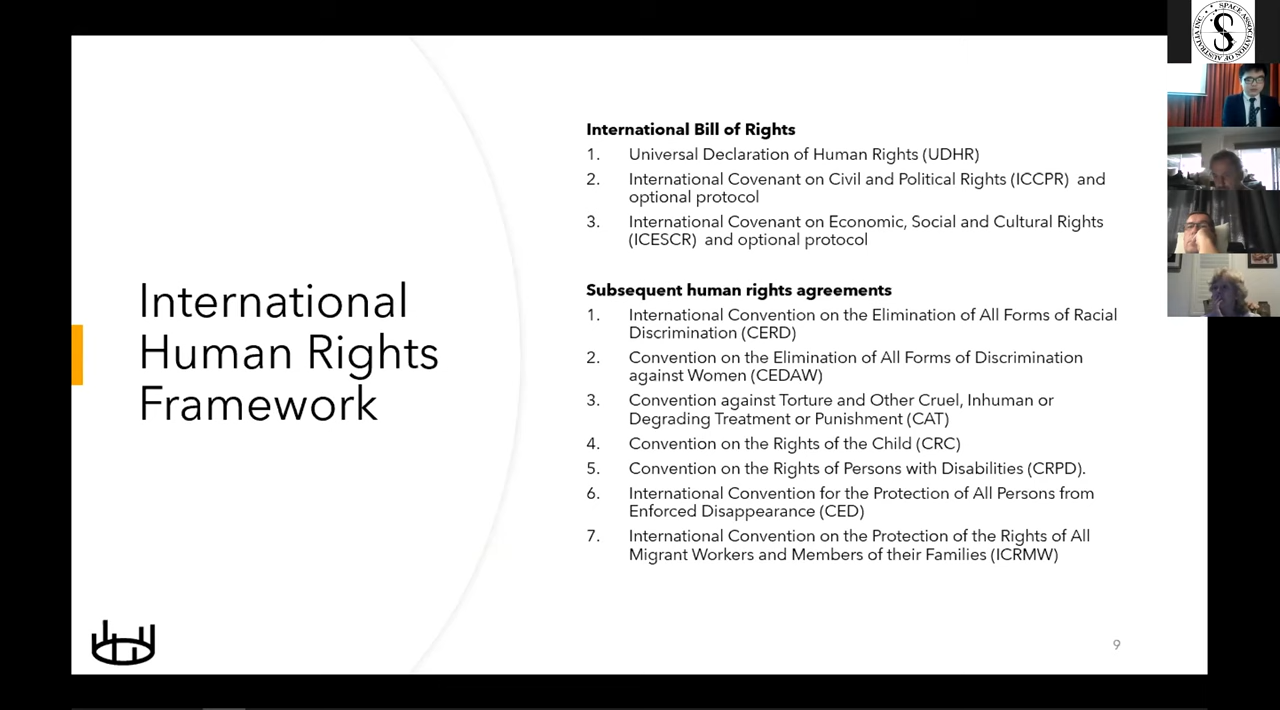 International
Human Rights
Framework
International Bill of Rights
1. Universal Declaration of Human Rights (UDHR)
2. International Covenant on Civil and Political Rights (ICCPR) and
optional protocol
3. International Covenant on Economic, Social and Cultural Rights
(ICESCR) and optional protocol
Subsequent human rights agreements
1. International Convention on the Elimination of All Forms of Racial
Discrimination (CERD)
2. Convention on the Elimination of All Forms of Discrimination
against Women (CEDAW)
3. Convention against Torture and Other Cruel, Inhuman or
Degrading Treatment or Punishment (CAT)
4. Convention on the Rights of the Child (CRC)
5. Convention on the Rights of Persons with Disabilities (CRPD).
6. International Convention for the Protection of All Persons from
Enforced Disappearance (CED)
7. International Convention on the Protection of the Rights of All
Migrant Workers and Members of their Families (ICRMW)
9
SPACE ASSOCIATION OF AUSTRALIA INC
S